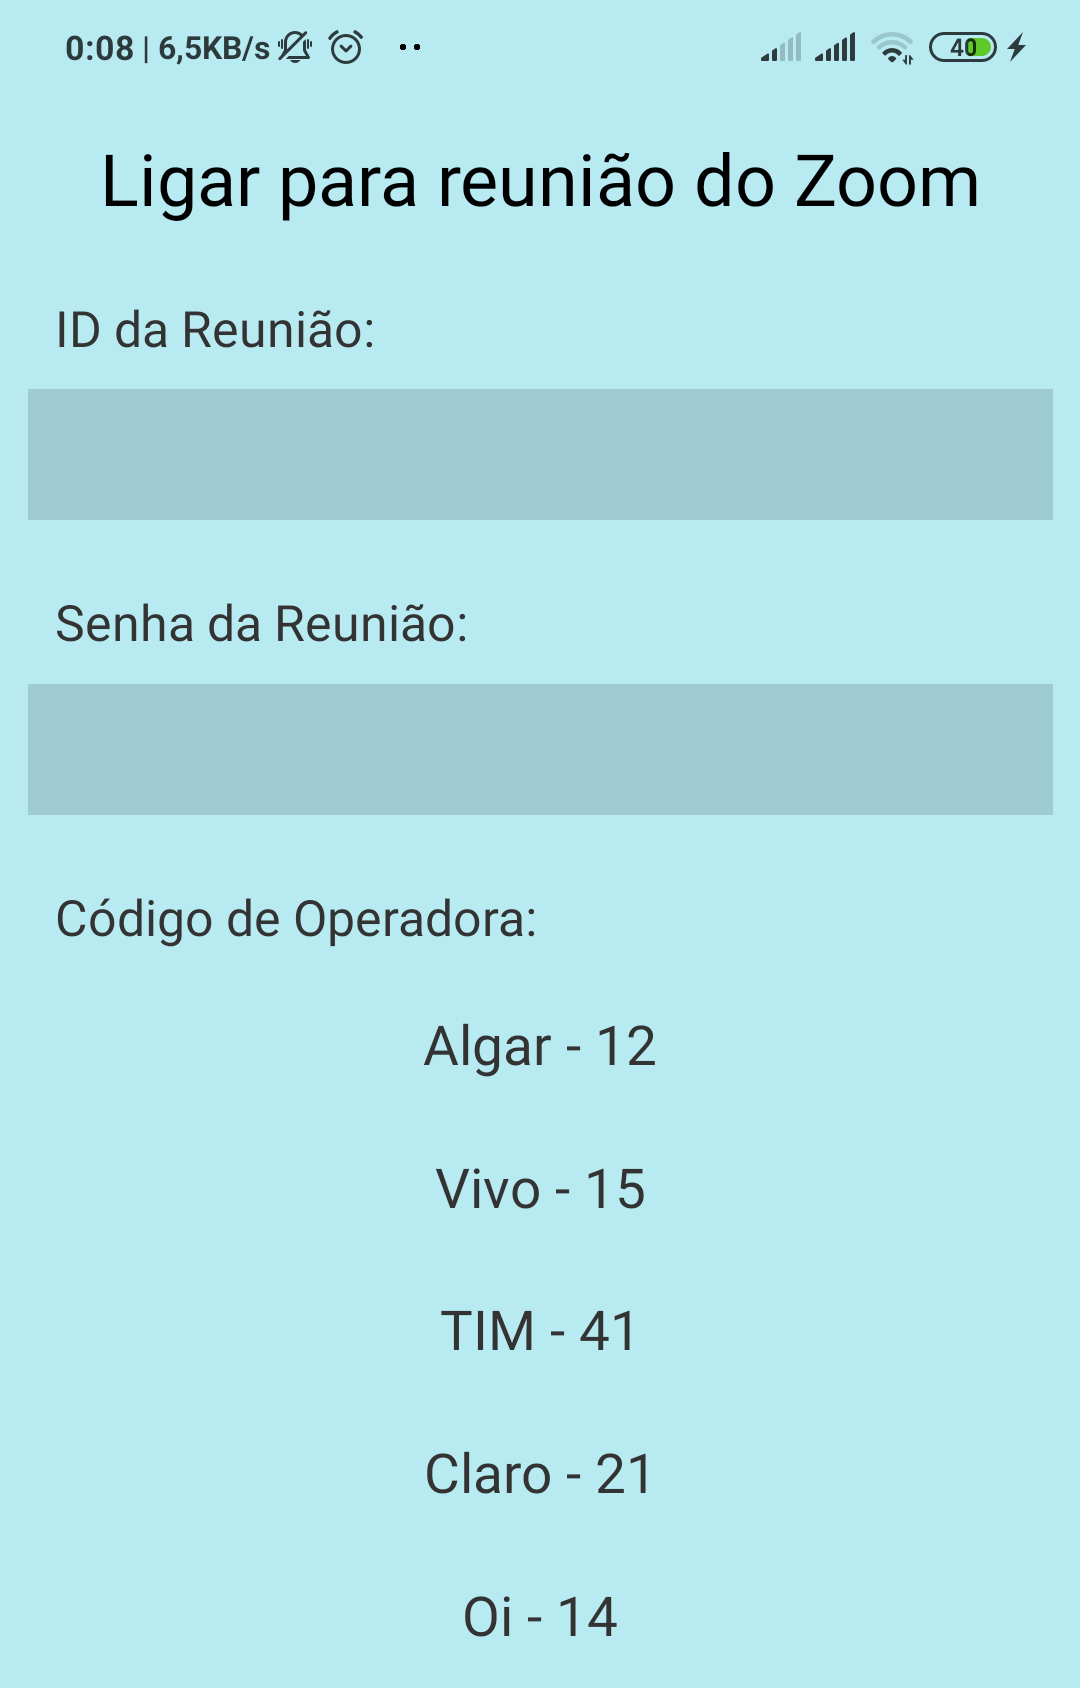 0:08 | 6,5KB/s
40
Ligar para reunião do Zoom
ID da Reunião:
Senha da Reunião:
Código de Operadora:
Algar - 12
Vivo - 15
TIM - 41
Claro - 21
Oi - 14